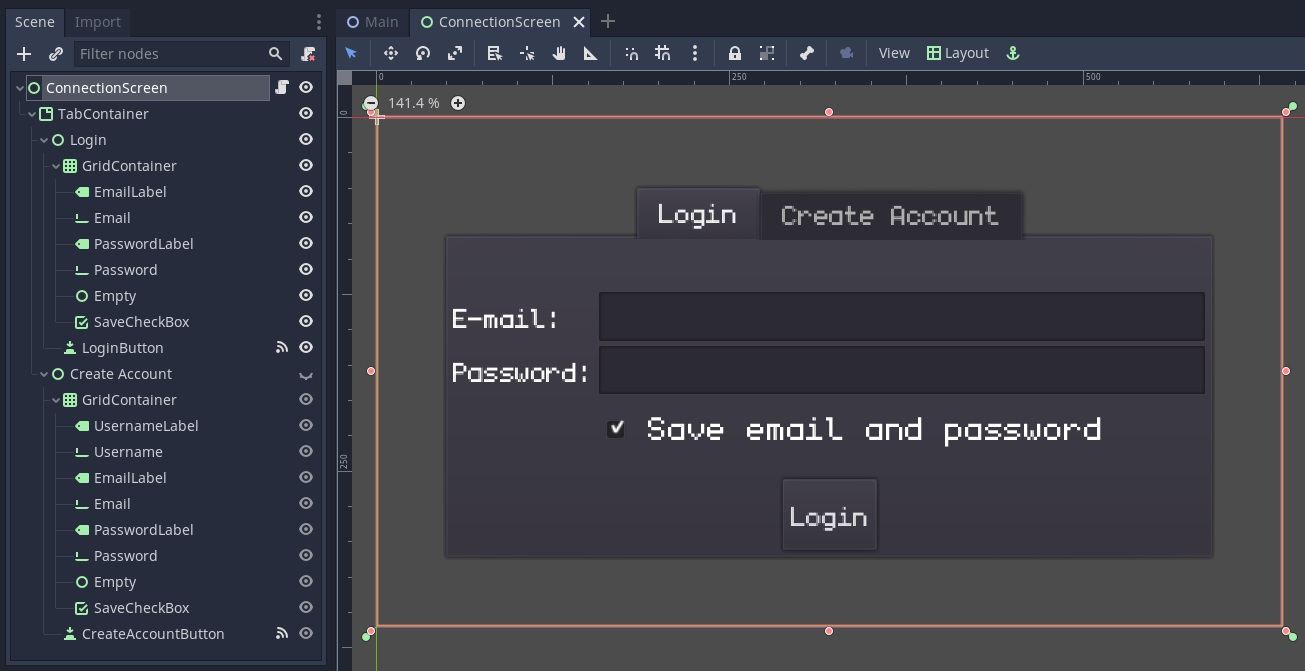 Scene Import
Filter nodes
ConnectionScreen
TabContainer
Login
GridContainer
EmailLabel
Email
PasswordLabel
Password
Empty
SaveCheckBox
LoginButton
Create Account
GridContainer
UsernameLabel
Username
EmailLabel
Email
PasswordLabel
Password
Empty
SaveCheckBox
CreateAccountButton
Main ConnectionScreen
View Layout
0 250 500
141.4 %
0
250
Login Create Account
E-mail:
Password:
Save email and password
Login